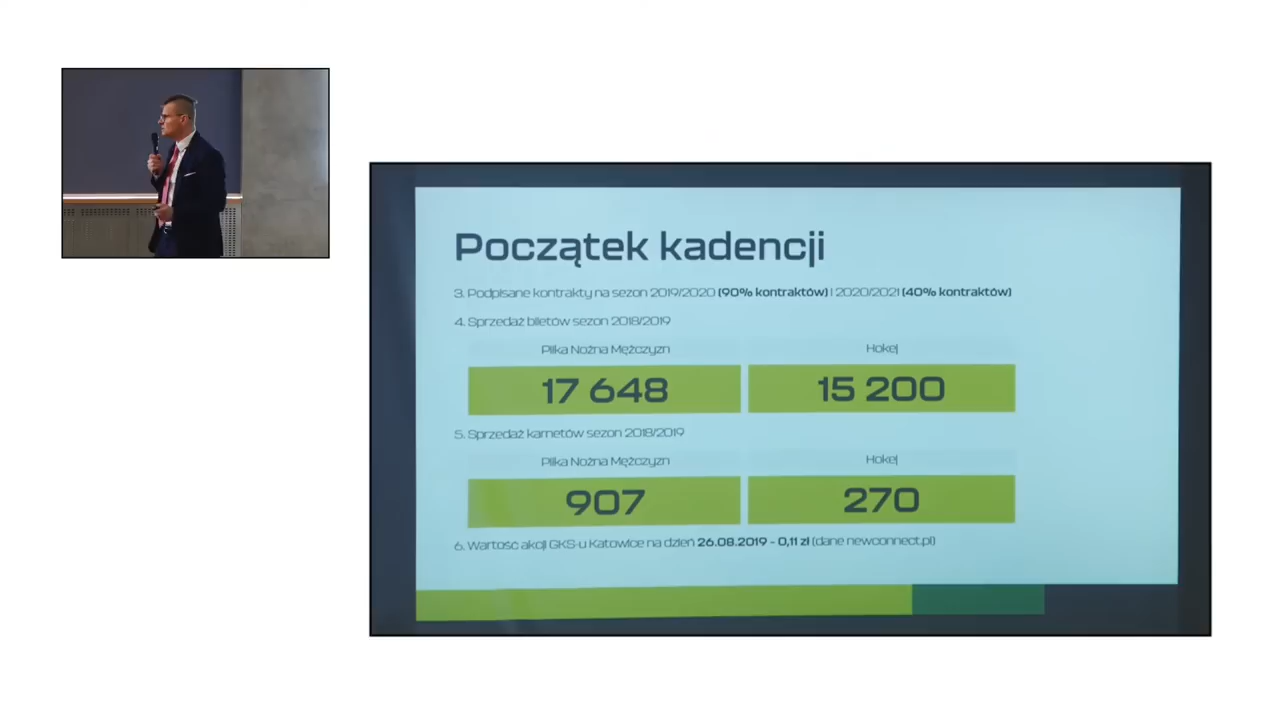 Początek kadencji
3. Podpisane kontrakty na sezon 2019/2020 (90% kontraktów) i 2020/2021 (40% kontraktów)
4. Sprzedaż biletów sezon 2018/2019
Piłka Nożna Mężczyzn Hokej
17 648 15 200
5. Sprzedaż karnetów sezon 2018/2019
Piłka Nożna Mężczyzn Hokej
907 270
6. Wartość akcji GKS-u Katowice na dzień 26.08.2019 - 0,11 zł (dane newconnect.pl)